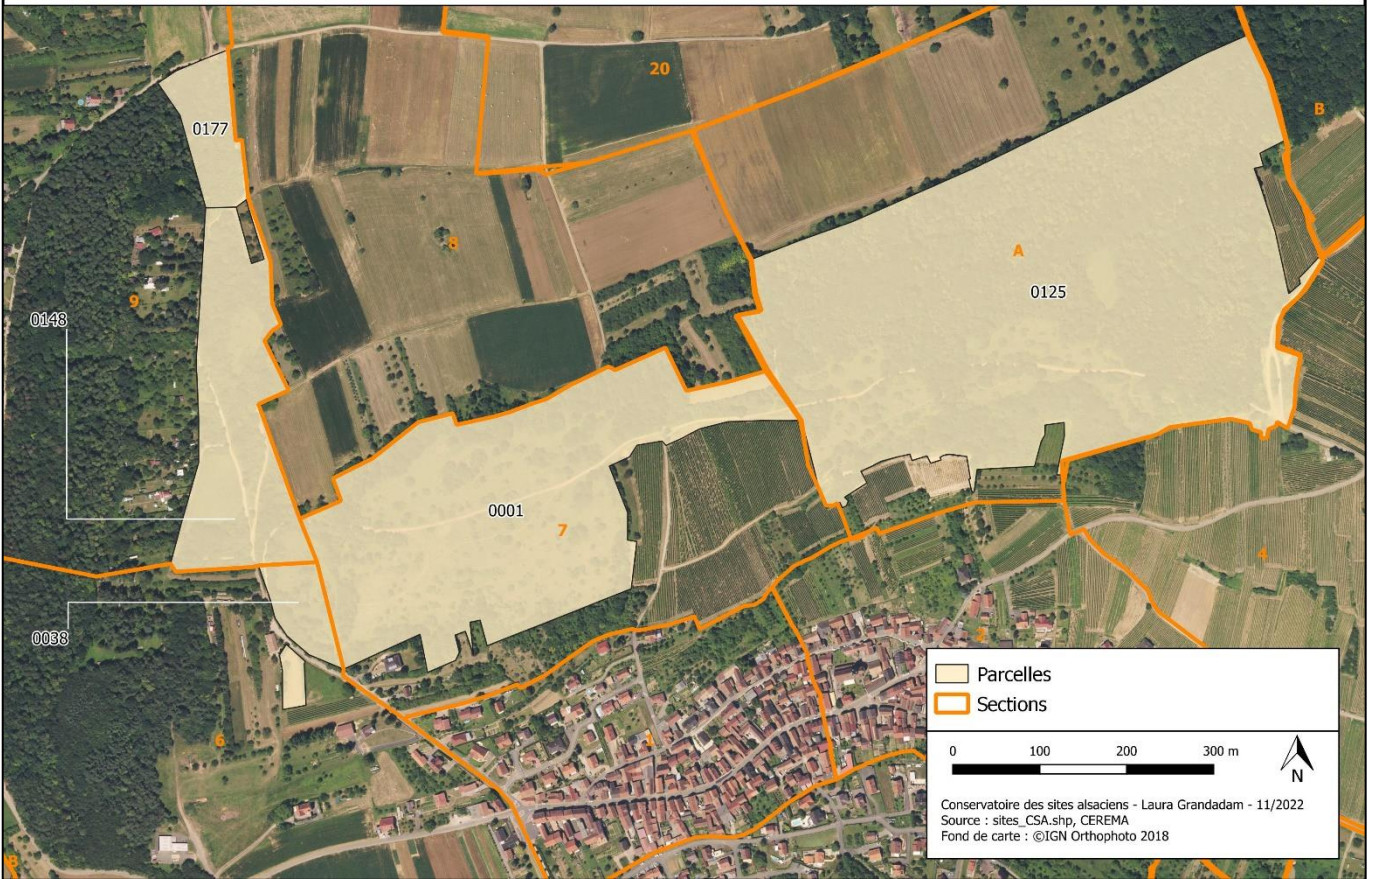 20
B
0177
8
A
0125
9
0148
0001
7
4
0038
2
6
1
B
Parcelles
Sections
0 100 200 300 m
N
Conservatoire des sites alsaciens - Laura Grandadam - 11/2022
Source : sites_CSA.shp, CEREMA
Fond de carte : ©IGN Orthophoto 2018